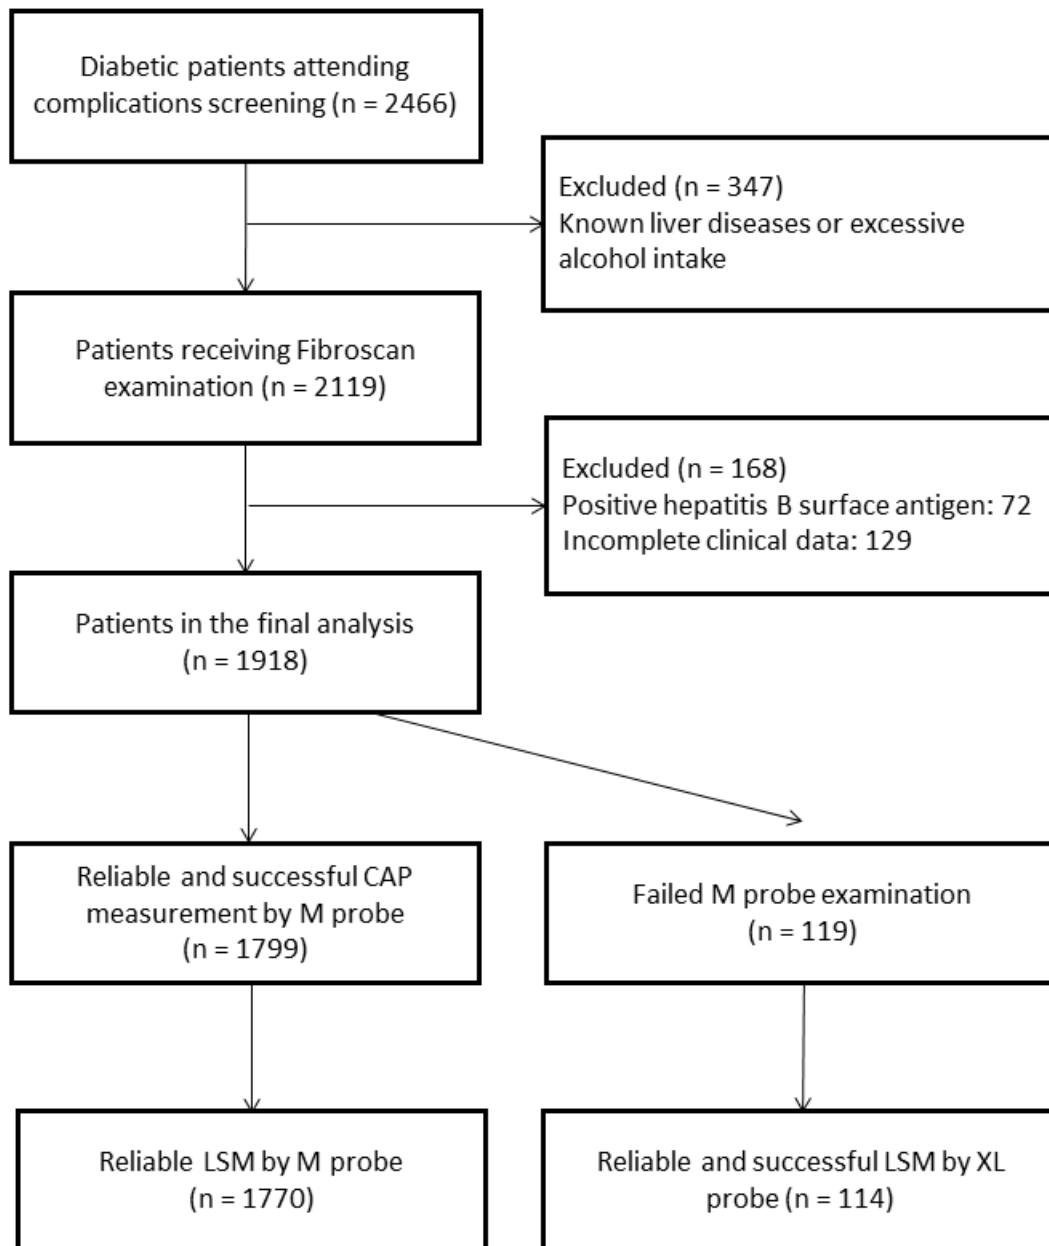 Diabetic patients attending
complications screening (n = 2466)
Excluded (n = 347)
Known liver diseases or excessive
alcohol intake
Patients receiving Fibroscan
examination (n = 2119)
Excluded (n = 168)
Positive hepatitis B surface antigen: 72
Incomplete clinical data: 129
Patients in the final analysis
(n = 1918)
Reliable and successful CAP
measurement by M probe
(n = 1799)
Failed M probe examination
(n = 119)
Reliable LSM by M probe
(n = 1770)
Reliable and successful LSM by XL
probe (n = 114)